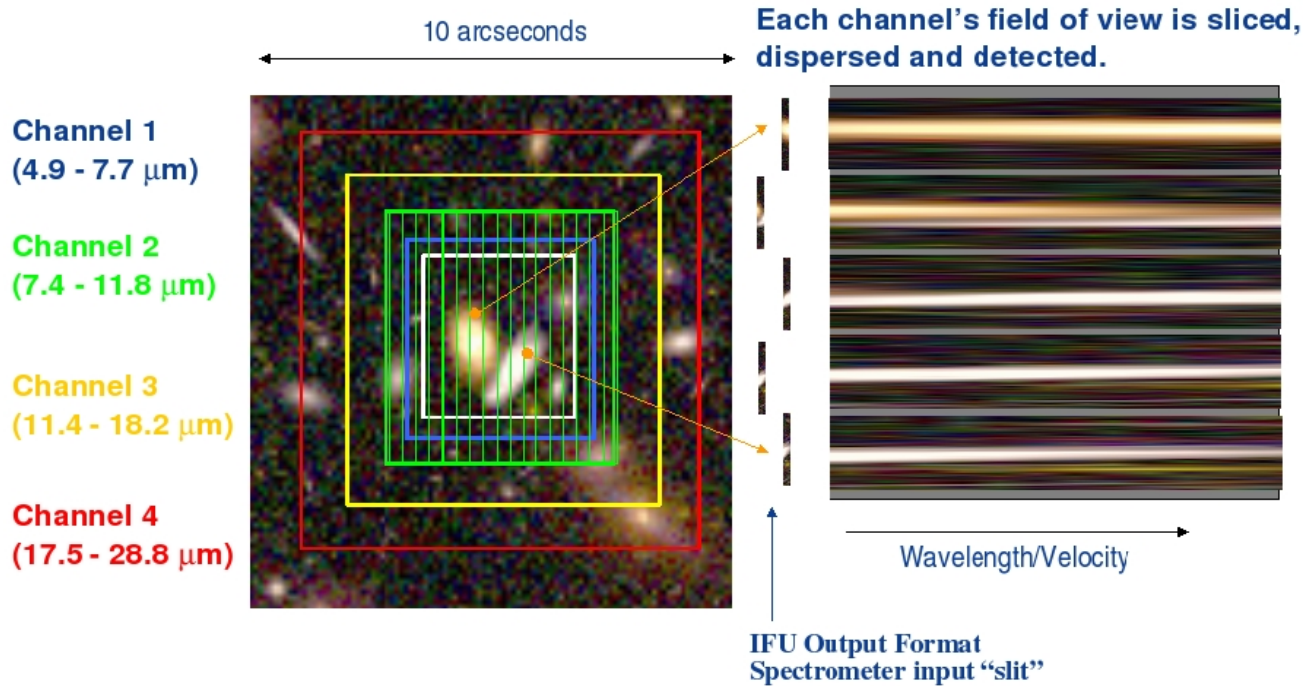 10 arcseconds
Each channel's field of view is sliced,
dispersed and detected.
Channel 1
(4.9 - 7.7 μm)
Channel 2
(7.4 - 11.8 μm)
Channel 3
(11.4 - 18.2 μm)
Channel 4
(17.5 - 28.8 μm)
Wavelength/Velocity
IFU Output Format
Spectrometer input “slit”